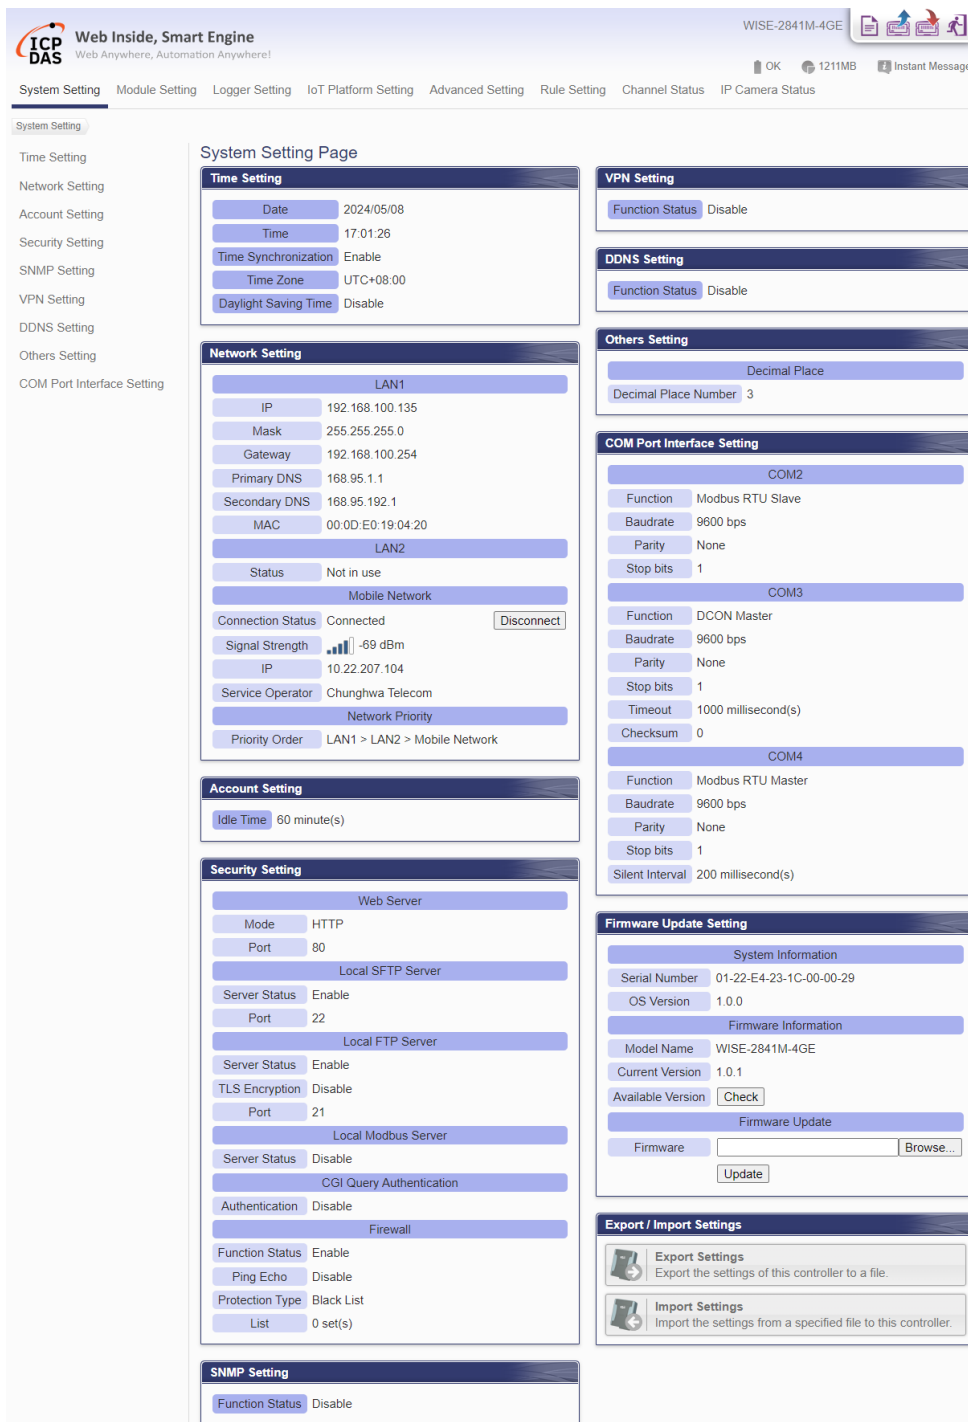 WISE-2841M-4GE
ICP DAS
Web Inside, Smart Engine
Web Anywhere, Automation Anywhere!
OK 1211MB Instant Message
System Setting Module Setting Logger Setting IoT Platform Setting Advanced Setting Rule Setting Channel Status IP Camera Status
System Setting
Time Setting
Network Setting
Account Setting
Security Setting
SNMP Setting
VPN Setting
DDNS Setting
Others Setting
COM Port Interface Setting
System Setting Page
Time Setting
Date 2024/05/08
Time 17:01:26
Time Synchronization Enable
Time Zone UTC+08:00
Daylight Saving Time Disable
Network Setting
LAN1
IP 192.168.100.135
Mask 255.255.255.0
Gateway 192.168.100.254
Primary DNS 168.95.1.1
Secondary DNS 168.95.192.1
MAC 00:0D:E0:19:04:20
LAN2
Status Not in use
Mobile Network
Connection Status Connected Disconnect
Signal Strength -69 dBm
IP 10.22.207.104
Service Operator Chunghwa Telecom
Network Priority
Priority Order LAN1 > LAN2 > Mobile Network
Account Setting
Idle Time 60 minute(s)
Security Setting
Web Server
Mode HTTP
Port 80
Local SFTP Server
Server Status Enable
Port 22
Local FTP Server
Server Status Enable
TLS Encryption Disable
Port 21
Local Modbus Server
Server Status Disable
CGI Query Authentication
Authentication Disable
Firewall
Function Status Enable
Ping Echo Disable
Protection Type Black List
List 0 set(s)
SNMP Setting
Function Status Disable
VPN Setting
Function Status Disable
DDNS Setting
Function Status Disable
Others Setting
Decimal Place
Decimal Place Number 3
COM Port Interface Setting
COM2
Function Modbus RTU Slave
Baudrate 9600 bps
Parity None
Stop bits 1
COM3
Function DCON Master
Baudrate 9600 bps
Parity None
Stop bits 1
Timeout 1000 millisecond(s)
Checksum 0
COM4
Function Modbus RTU Master
Baudrate 9600 bps
Parity None
Stop bits 1
Silent Interval 200 millisecond(s)
Firmware Update Setting
System Information
Serial Number 01-22-E4-23-1C-00-00-29
OS Version 1.0.0
Firmware Information
Model Name WISE-2841M-4GE
Current Version 1.0.1
Available Version Check
Firmware Update
Firmware Browse...
Update
Export / Import Settings
Export Settings
Export the settings of this controller to a file.
Import Settings
Import the settings from a specified file to this controller.